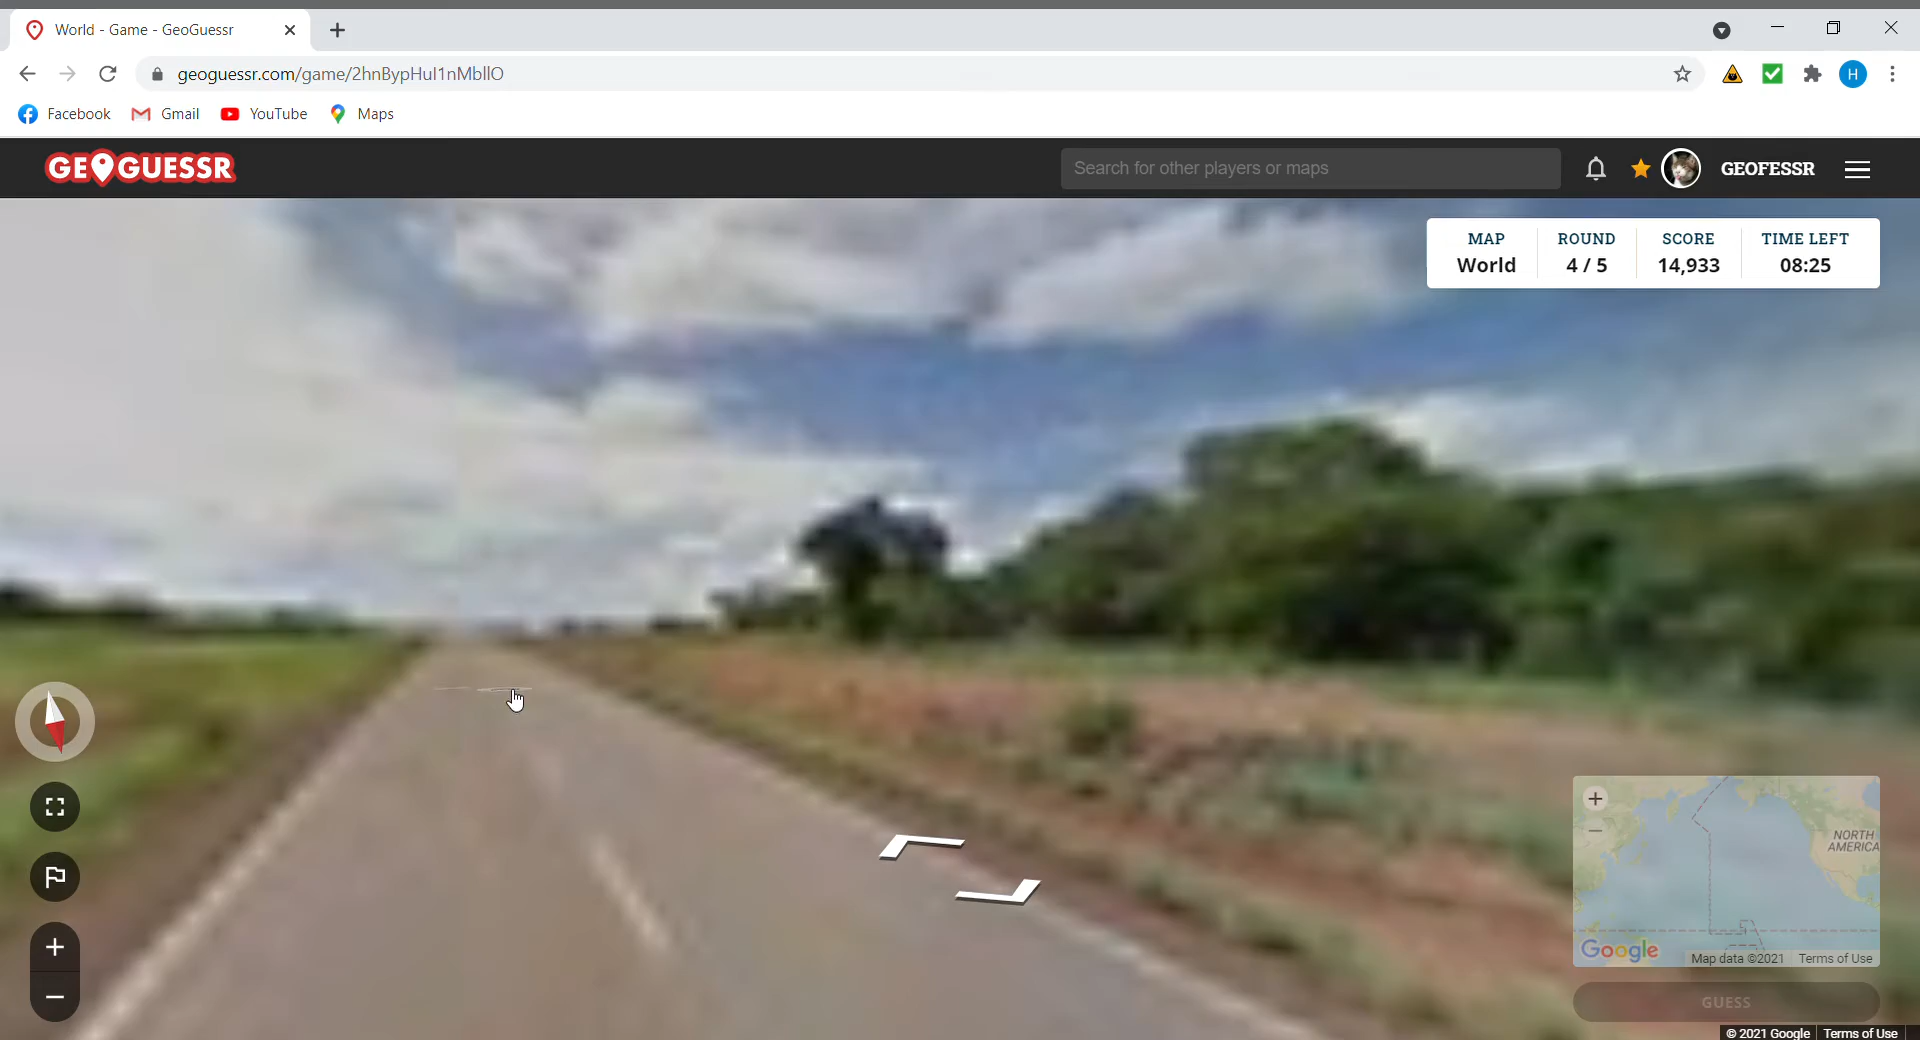 World - Game - GeoGuessr
geoguessr.com/game/2hnBypHul1nMbllO
H
Facebook
Gmail
YouTube
Maps
GEOGUESSR
Search for other players or maps
GEOFESSR
MAP
World
ROUND
4 / 5
SCORE
14,933
TIME LEFT
08:25
NORTH
AMERICA
Google
Map data ©2021
Terms of Use
GUESS
© 2021 Google
Terms of Use